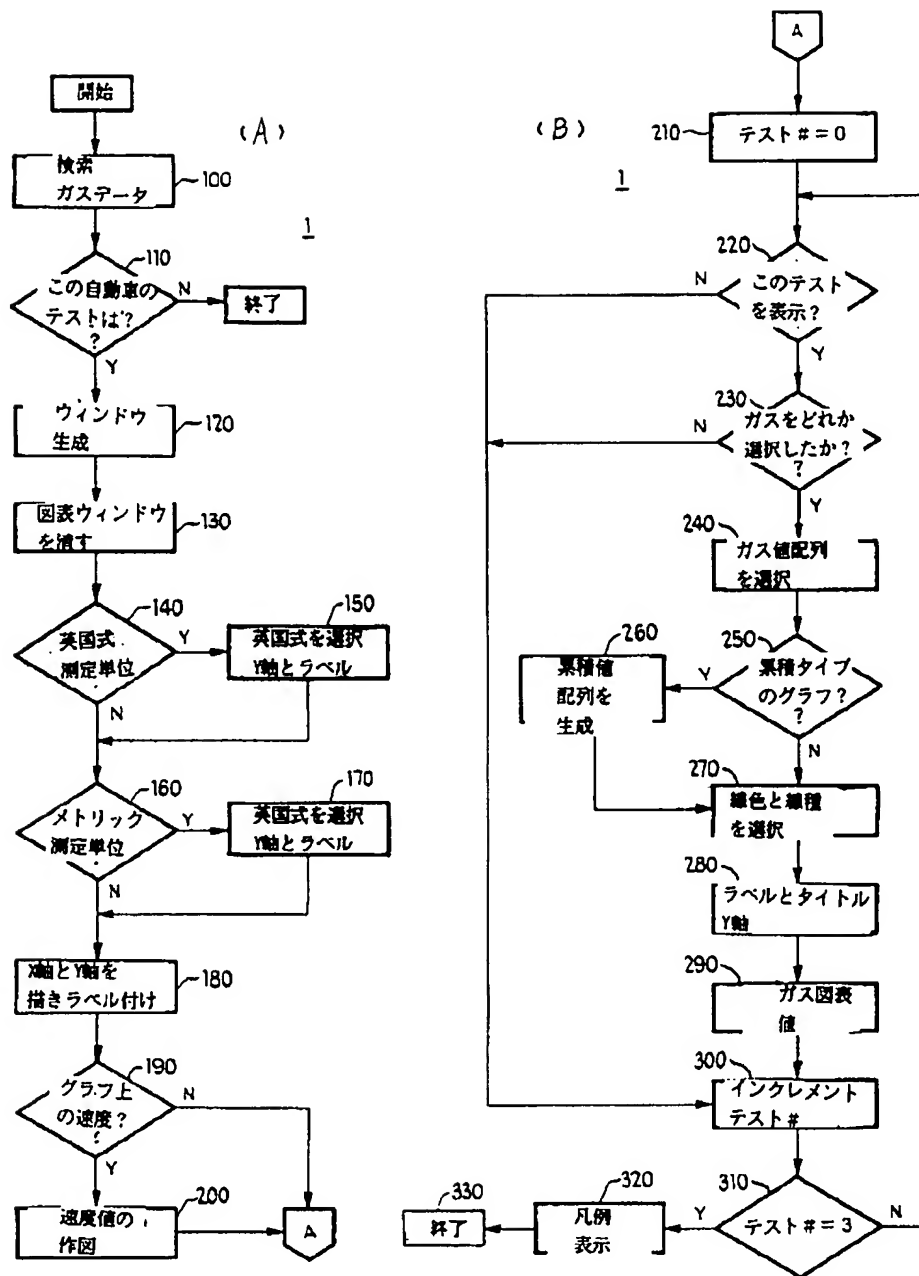 開始
(A)
検索
ガスデータ
100
1
110
この自動車の
テストは?
?
N
終了
Y
ウィンドウ
生成
120
図表ウィンドウ
を消す
130
140
英国式
測定単位
Y
150
英国式を選択
Y軸とラベル
N
160
メトリック
測定単位
Y
170
英国式を選択
Y軸とラベル
N
X軸とY軸を
描きラベル付け
180
190
グラフ上
の速度?
?
N
Y
200
速度値の
作図
A
A
(B)
210
テスト#=0
1
220
このテスト
を表示?
N
Y
230
ガスをどれか
選択したか?
?
N
Y
240
ガス値配列
を選択
250
累積タイプ
のグラフ?
?
Y
260
累積値
配列を
生成
N
270
線色と線種
を選択
280
ラベルとタイトル
Y軸
290
ガス図表
値
300
インクレメント
テスト#
310
テスト#=3
N
Y
320
凡例
表示
330
終了